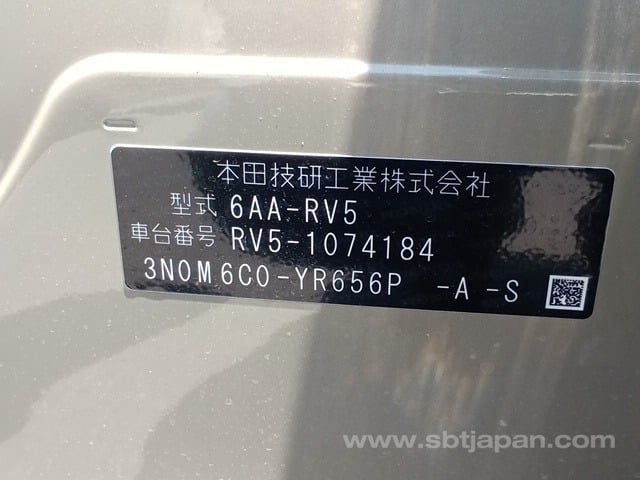 本田技研工業株式会社
型式 6AA-RV5
車台番号 RV5-1074184
3N0M6C0-YR656P -A -S
www.sbtjapan.com